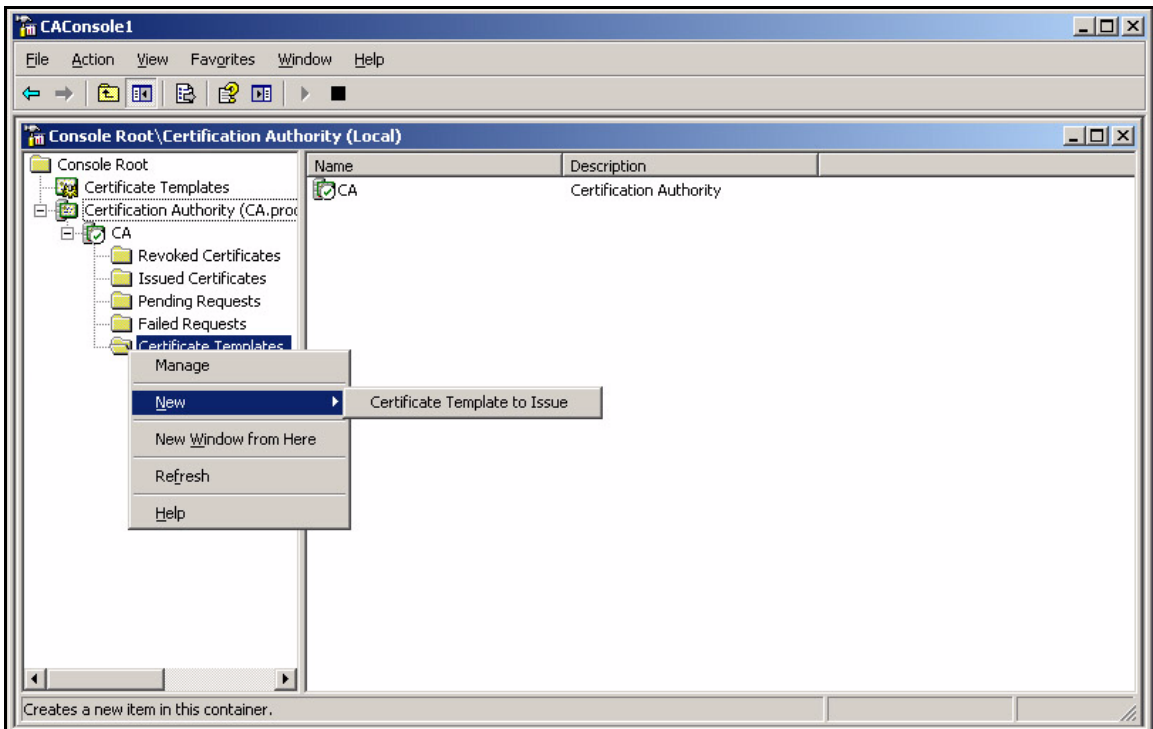 CAConsole1
File Action View Favorites Window Help
Console Root\Certification Authority (Local)
Console Root
Certificate Templates
Certification Authority (CA.proc
CA
Revoked Certificates
Issued Certificates
Pending Requests
Failed Requests
Certificate Templates
Name Description
CA Certification Authority
Manage
New
Certificate Template to Issue
New Window from Here
Refresh
Help
Creates a new item in this container.